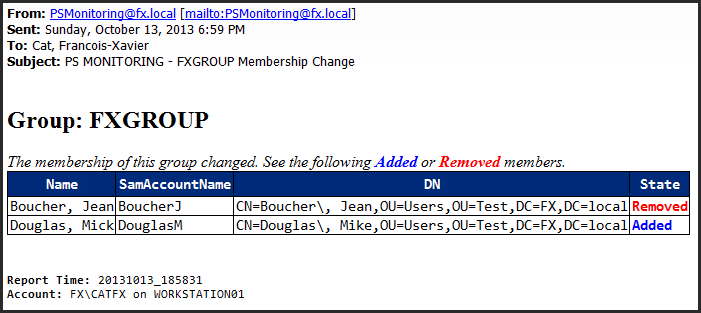 From: PSMonitoring@fx.local [mailto:PSMonitoring@fx.local]
Sent: Sunday, October 13, 2013 6:59 PM
To: Cat, Francois-Xavier
Subject: PS MONITORING - FXGROUP Membership Change
Group: FXGROUP
The membership of this group changed. See the following Added or Removed members.
Name SamAccountName DN State
Boucher, Jean BoucherJ CN=Boucher\, Jean,OU=Users,OU=Test,DC=FX,DC=local Removed
Douglas, Mick DouglasM CN=Douglas\, Mike,OU=Users,OU=Test,DC=FX,DC=local Added
Report Time: 20131013_185831
Account: FX\CATFX on WORKSTATION01